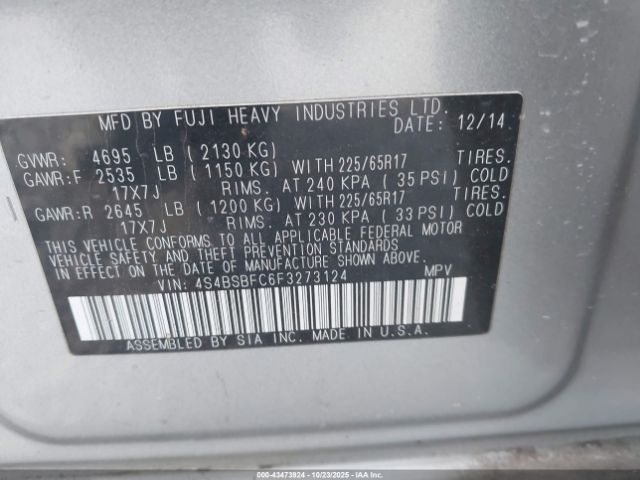 MFD BY FUJI HEAVY INDUSTRIES LTD.
DATE: 12/14
GVWR: 4695 LB (2130 KG)
GAWR:F 2535 LB (1150 KG) WITH 225/65R17 TIRES.
17X7J RIMS. AT 240 KPA (35 PSI) COLD
GAWR:R 2645 LB (1200 KG) WITH 225/65R17 TIRES.
17X7J RIMS. AT 230 KPA (33 PSI) COLD
THIS VEHICLE CONFORMS TO ALL APPLICABLE FEDERAL MOTOR
VEHICLE SAFETY AND THEFT PREVENTION STANDARDS
IN EFFECT ON THE DATE OF MANUFACTURE SHOWN ABOVE.
VIN: 4S4BSBFC6F3273124 MPV
ASSEMBLED BY SIA INC. IN U.S.A.
000-43473924 - 10/23/2025 - COPYRIGHT IAA, LLC